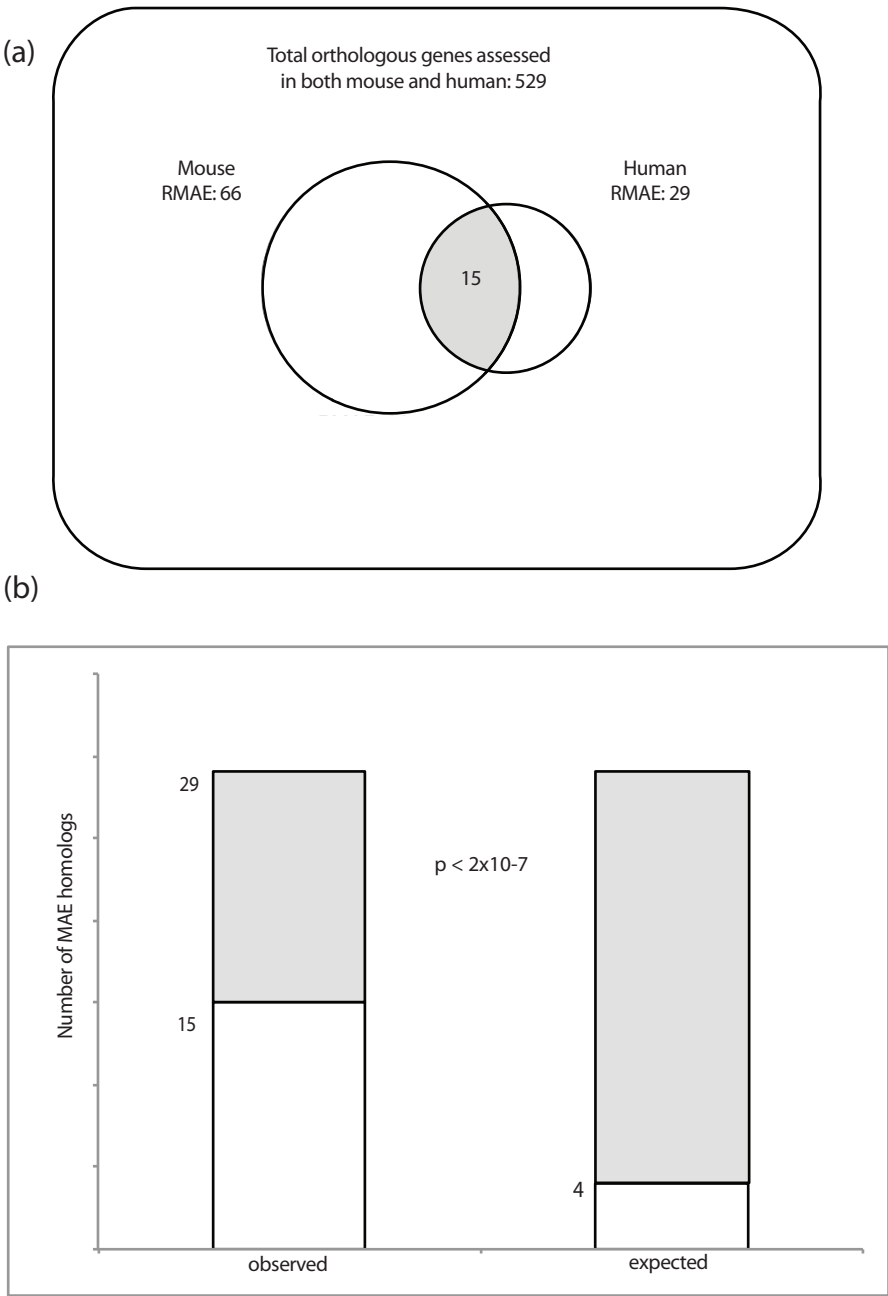 (a)
Total orthologous genes assessed
in both mouse and human: 529
Mouse
RMAE: 66
Human
RMAE: 29
15
(b)
Number of MAE homologs
29
15
p < 2x10-7
4
observed
expected